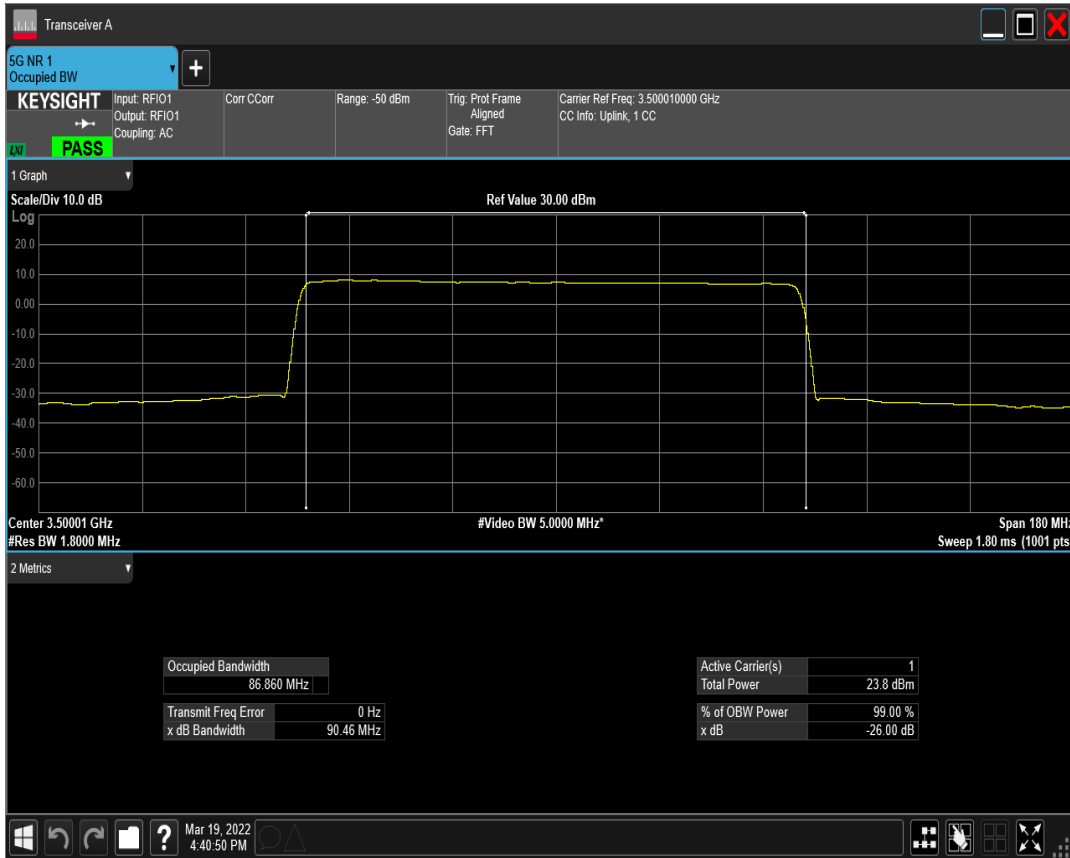 Transceiver A
5G NR 1
Occupied BW
+
KEYSIGHT
Input: RFIO1
Output: RFIO1
Coupling: AC
Corr CCorr
Range: -50 dBm
Trig: Prot Frame
Aligned
Gate: FFT
Carrier Ref Freq: 3.500010000 GHz
CC Info: Uplink, 1 CC
LXI
PASS
1 Graph
Scale/Div 10.0 dB
Ref Value 30.00 dBm
Log
20.0
10.0
0.00
-10.0
-20.0
-30.0
-40.0
-50.0
-60.0
Center 3.50001 GHz
#Video BW 5.0000 MHz*
Span 180 MHz
#Res BW 1.8000 MHz
Sweep 1.80 ms (1001 pts
2 Metrics
Occupied Bandwidth
86.860 MHz
Transmit Freq Error 0 Hz
x dB Bandwidth 90.46 MHz
Active Carrier(s) 1
Total Power 23.8 dBm
% of OBW Power 99.00 %
x dB -26.00 dB
?
Mar 19, 2022
4:40:50 PM